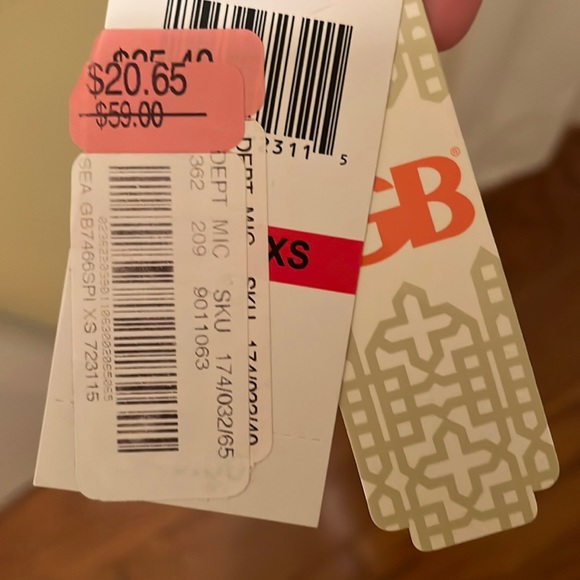 $20.65
$59.00
2311 5
XS
GB®
DEPT MIC SKU 174/032/65
362 209 9011063
SEA GB7466SPI XS 723115